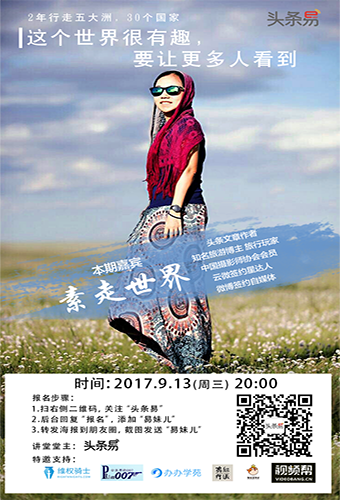 2年行走五大洲，30个国家
头条易
这个世界很有趣，
要让更多人看到
头条文章作者
知名旅游博主 旅行玩家
中国摄影师协会会员
云微签约星达人
微博签约自媒体
本期嘉宾
素走世界
时间：2017.9.13(周三) 20:00
报名步骤：
1.扫右侧二维码，关注“头条易”
2.后台回复“报名”，添加“易妹儿”
3.转发海报到朋友圈，截图发送“易妹儿”
讲堂堂主：头条易
特邀支持：
维权骑士
007
办办学苑
视频帮
VIDEOBANG.CN
头条易